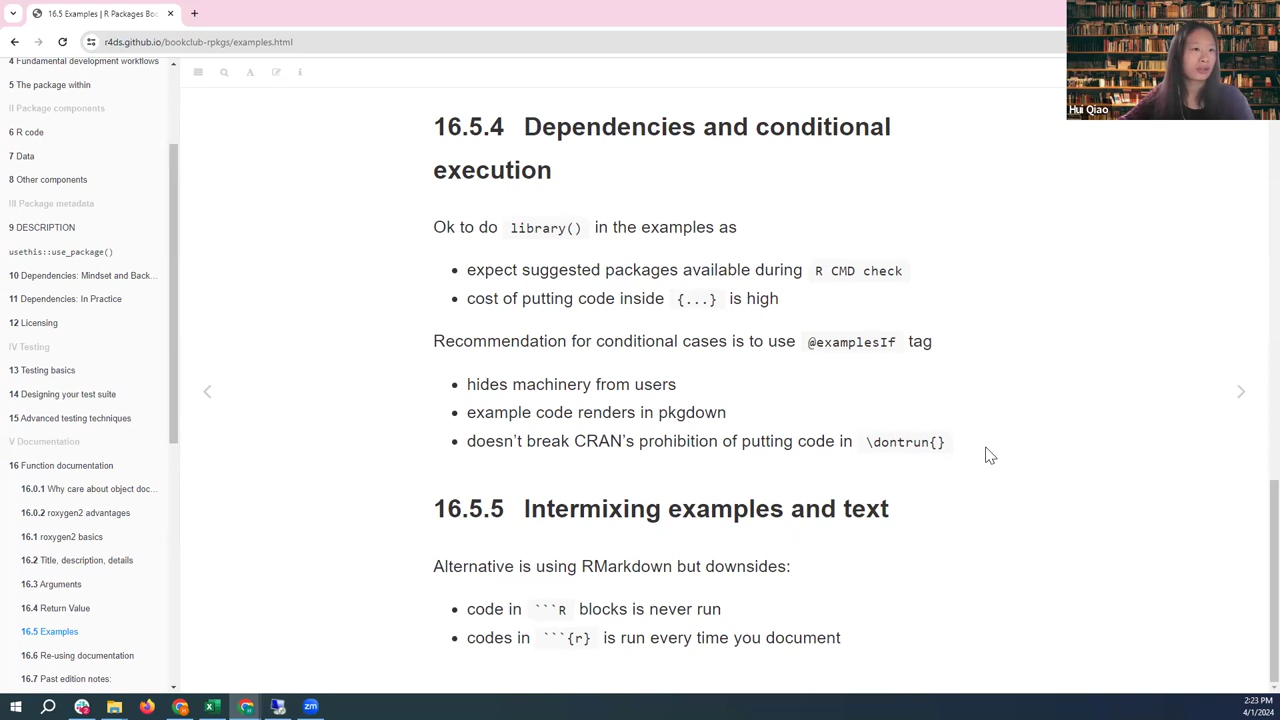 16.5 Examples | R Packages Boo
r4ds.github.io/bookclub-rpkgs/examples.html
Hui Qiao
4 Fundamental development workflows
5 The package within
II Package components
6 R code
7 Data
8 Other components
III Package metadata
9 DESCRIPTION
usethis::use_package()
10 Dependencies: Mindset and Back...
11 Dependencies: In Practice
12 Licensing
IV Testing
13 Testing basics
14 Designing your test suite
15 Advanced testing techniques
V Documentation
16 Function documentation
16.0.1 Why care about object doc...
16.0.2 roxygen2 advantages
16.1 roxygen2 basics
16.2 Title, description, details
16.3 Arguments
16.4 Return Value
16.5 Examples
16.6 Re-using documentation
16.7 Past edition notes:
16.5.4 Dependencies and conditional
execution
Ok to do library() in the examples as
• expect suggested packages available during R CMD check
• cost of putting code inside {...} is high
Recommendation for conditional cases is to use @examplesIf tag
• hides machinery from users
• example code renders in pkgdown
• doesn't break CRAN's prohibition of putting code in \dontrun{}
16.5.5 Intermixing examples and text
Alternative is using RMarkdown but downsides:
• code in ```R blocks is never run
• codes in ```{r} is run every time you document
2:23 PM
4/1/2024